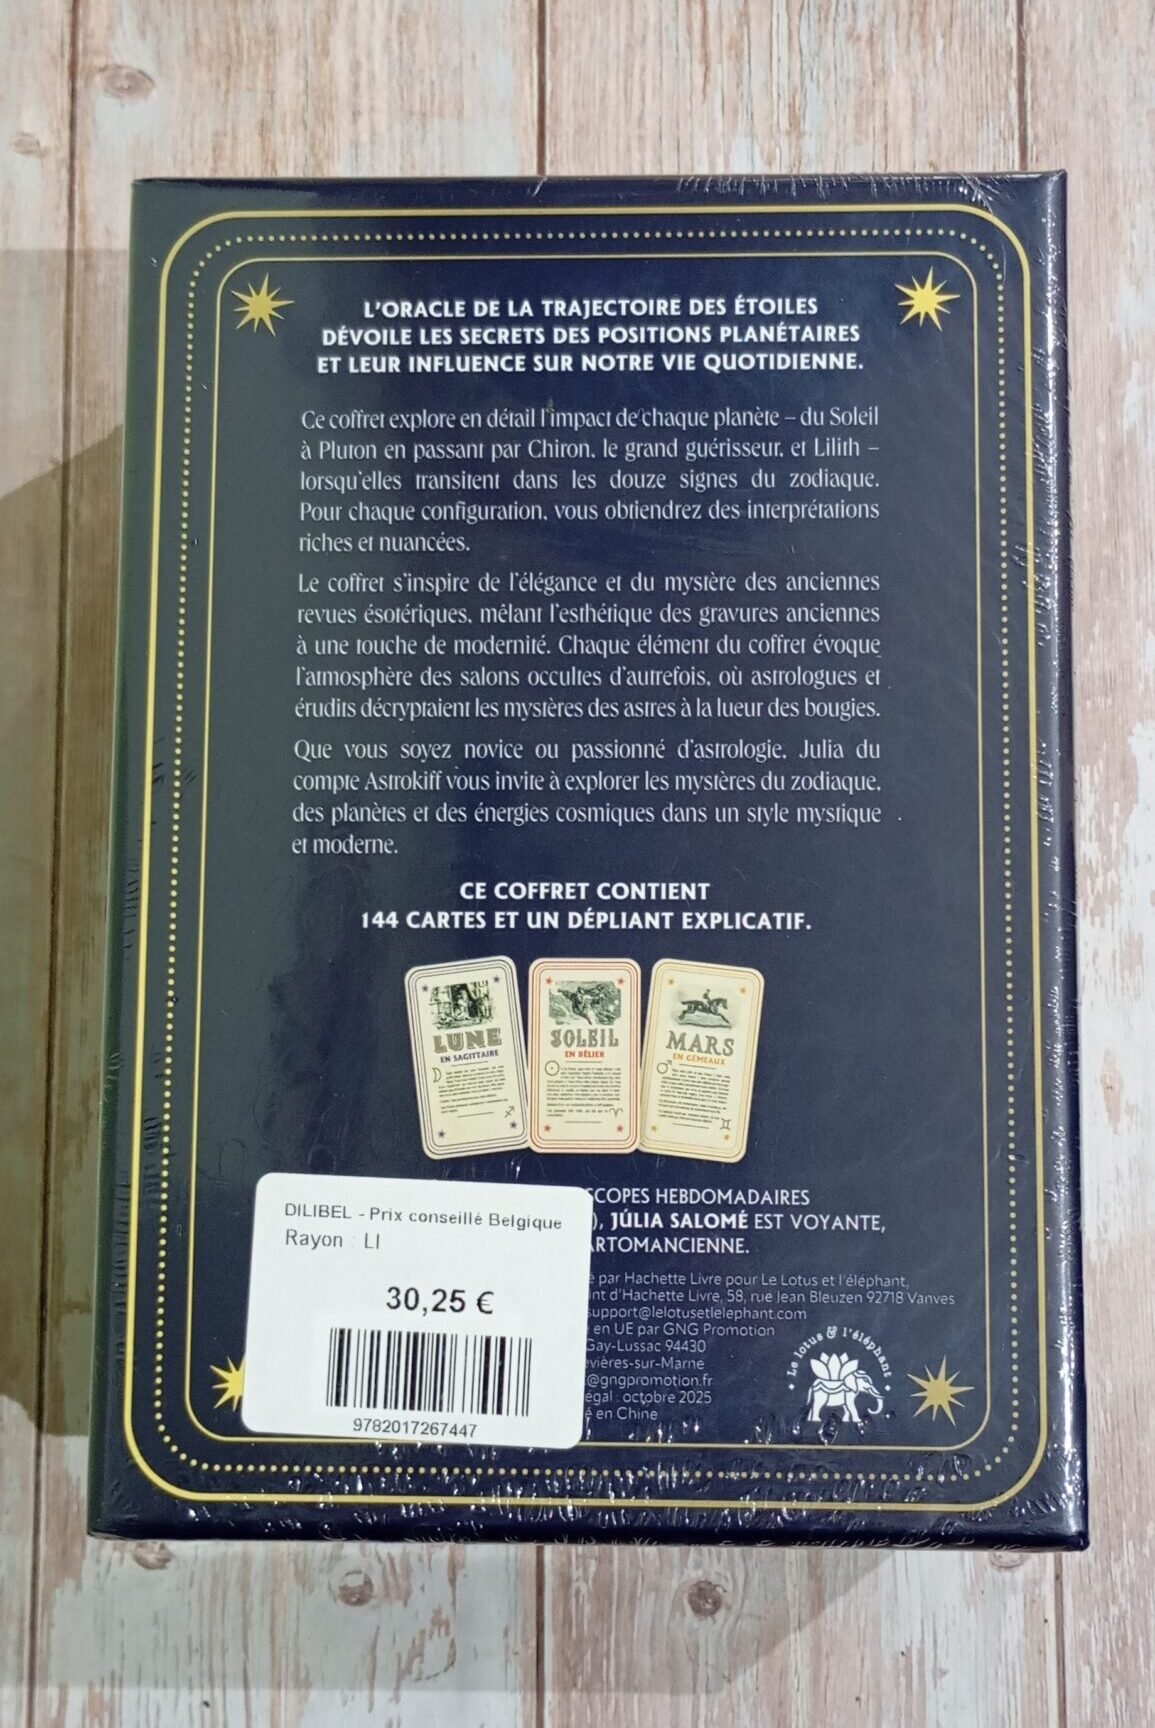 L'ORACLE DE LA TRAJECTOIRE DES ÉTOILES
DÉVOILE LES SECRETS DES POSITIONS PLANÉTAIRES
ET LEUR INFLUENCE SUR NOTRE VIE QUOTIDIENNE.
Ce coffret explore en détail l'impact de chaque planète – du Soleil
à Pluton en passant par Chiron, le grand guérisseur, et Lilith –
lorsqu'elles transitent dans les douze signes du zodiaque.
Pour chaque configuration, vous obtiendrez des interprétations
riches et nuancées.
Le coffret s'inspire de l'élégance et du mystère des anciennes
revues ésotériques, mêlant l'esthétique des gravures anciennes
à une touche de modernité. Chaque élément du coffret évoque
l'atmosphère des salons occultes d'autrefois, où astrologues et
érudits décryptaient les mystères des astres à la lueur des bougies.
Que vous soyez novice ou passionné d'astrologie, Julia du
compte Astrokiff vous invite à explorer les mystères du zodiaque,
des planètes et des énergies cosmiques dans un style mystique
et moderne.
CE COFFRET CONTIENT
144 CARTES ET UN DÉPLIANT EXPLICATIF.
LUNE
EN SAGITTAIRE
SOLEIL
EN BÉLIER
MARS
EN GÉMEAUX
SCOPES HEBDOMADAIRES
), JÚLIA SALOMÉ EST VOYANTE,
ARTOMANCIENNE.
e par Hachette Livre pour Le Lotus et l'éléphant,
int d'Hachette Livre, 58, rue Jean Bleuzen 92718 Vanves
support@lelotusetlelephant.com
en UE par GNG Promotion
Gay-Lussac 94430
evières-sur-Marne
@gngpromotion.fr
égal : octobre 2025
é en Chine
Le lotus & l'éléphant
DILIBEL - Prix conseillé Belgique
Rayon : LI
30,25 €
9782017267447